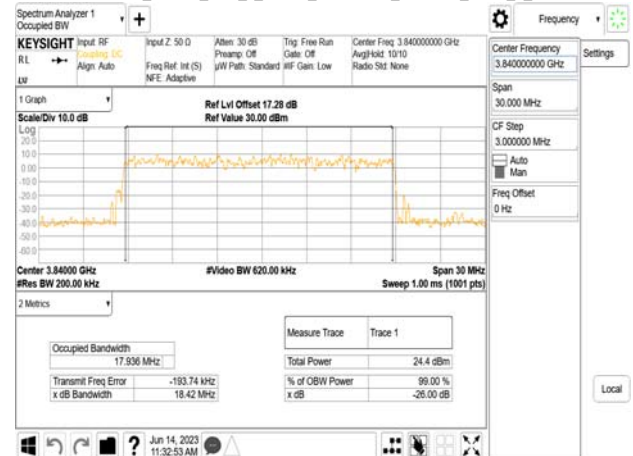 Spectrum Analyzer 1
Occupied BW
Frequency
KEYSIGHT
RL
Input: RF
Coupling: DC
Align: Auto
Input Z: 50 Ω
Freq Ref: Int (S)
NFE: Adaptive
Atten: 30 dB
Preamp: Off
µW Path: Standard
Trig: Free Run
Gate: Off
#IF Gain: Low
Center Freq: 3.840000000 GHz
Avg|Hold: 10/10
Radio Std: None
Center Frequency
3.840000000 GHz
Settings
Span
30.000 MHz
CF Step
3.000000 MHz
Auto
Man
Freq Offset
0 Hz
Local
1 Graph
Scale/Div 10.0 dB
Ref Lvl Offset 17.28 dB
Ref Value 30.00 dBm
Log
20.0
10.0
0.00
-10.0
-20.0
-30.0
-40.0
-50.0
-60.0
Center 3.84000 GHz
#Video BW 620.00 kHz
Span 30 MHz
#Res BW 200.00 kHz
Sweep 1.00 ms (1001 pts)
2 Metrics
Measure Trace
Trace 1
Occupied Bandwidth
17.936 MHz
Total Power
24.4 dBm
Transmit Freq Error
-193.74 kHz
% of OBW Power
99.00 %
x dB Bandwidth
18.42 MHz
x dB
-26.00 dB
?
Jun 14, 2023
11:32:53 AM